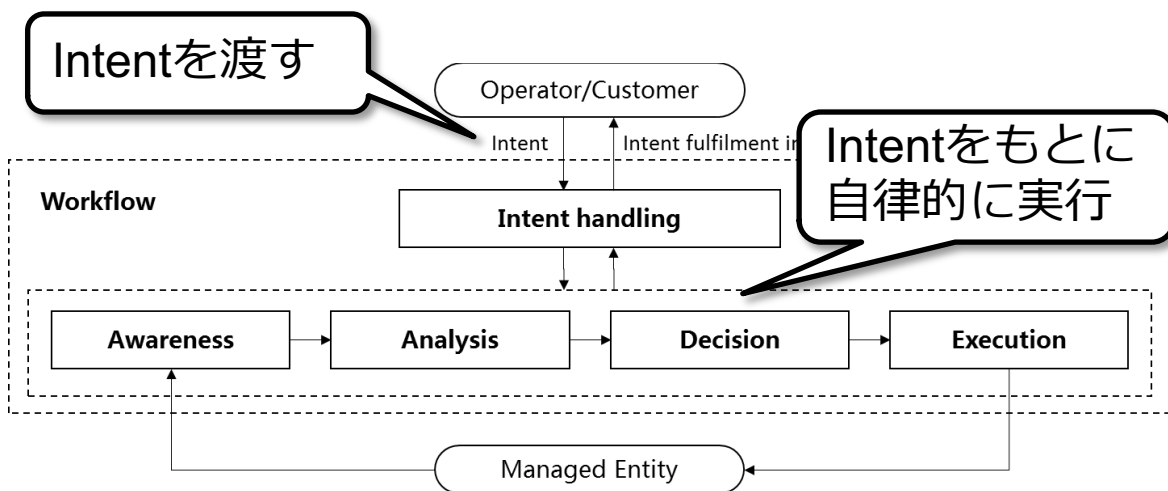 Intentを渡す
Operator/Customer
Intent
Intent fulfilment
Intentをもとに
自律的に実行
Workflow
Intent handling
Awareness
Analysis
Decision
Execution
Managed Entity